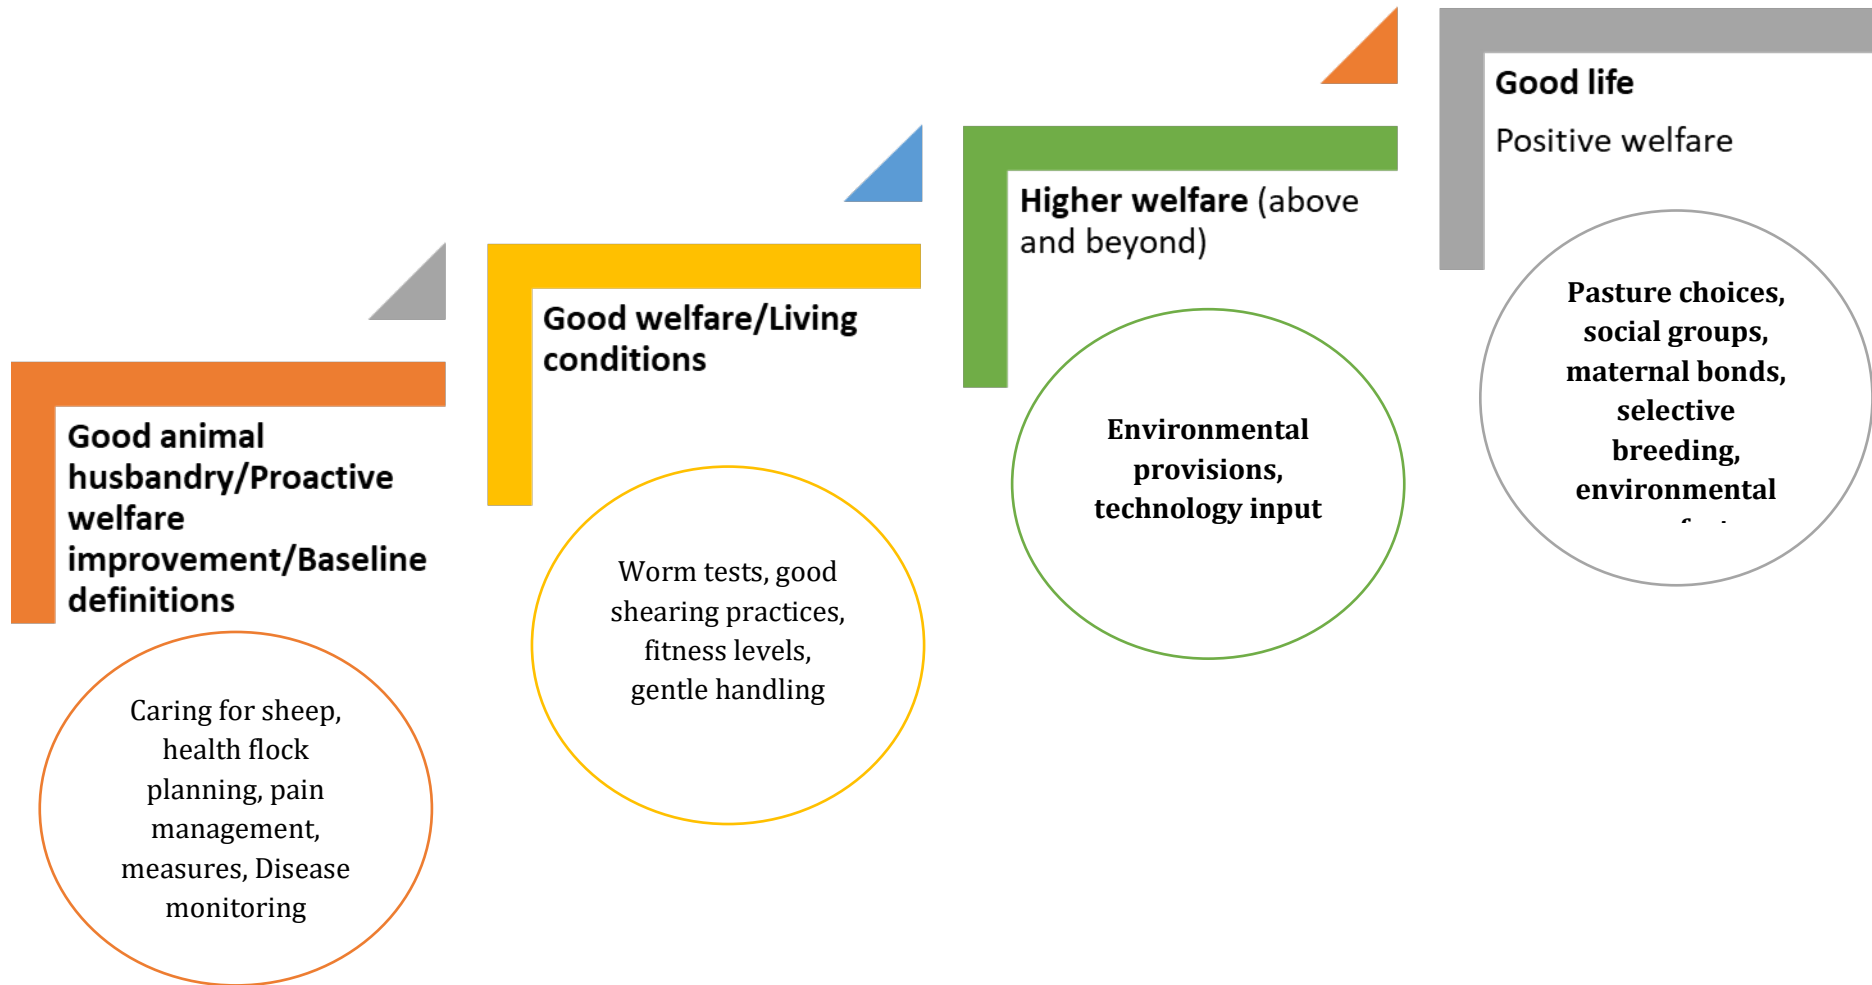 Good animal
husbandry/Proactive
welfare
improvement/Baseline
definitions
Caring for sheep,
health flock
planning, pain
management,
measures, Disease
monitoring
Good welfare/Living
conditions
Worm tests, good
shearing practices,
fitness levels,
gentle handling
Higher welfare (above
and beyond)
Environmental
provisions,
technology input
Good life
Positive welfare
Pasture choices,
social groups,
maternal bonds,
selective
breeding,
environmental